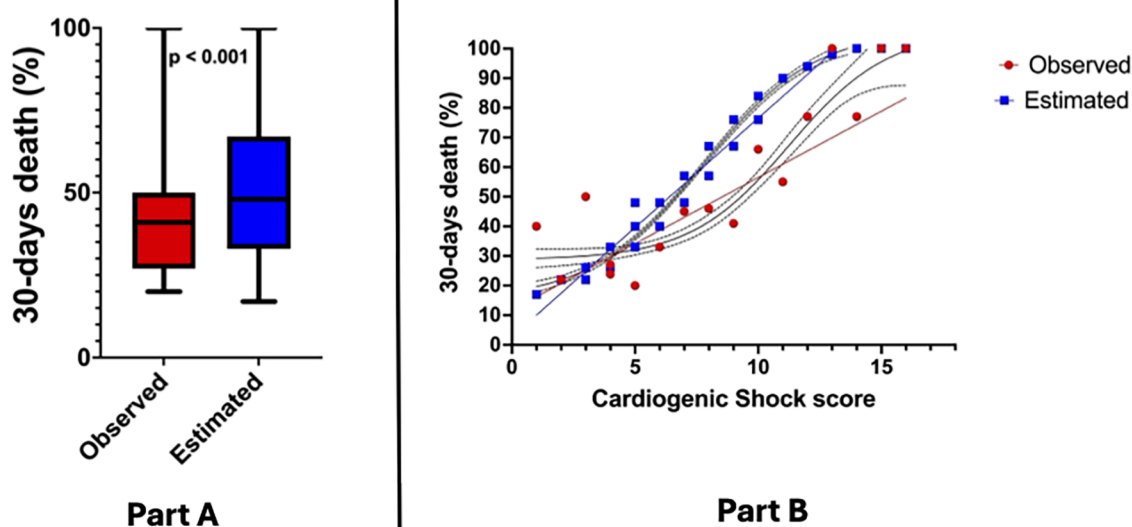 100
50
0
30-days death (%)
p < 0.001
Observed
Estimated
Part A
100
90
80
70
60
50
40
30
20
10
0
30-days death (%)
0 5 10 15
Cardiogenic Shock score
Observed
Estimated
Part B